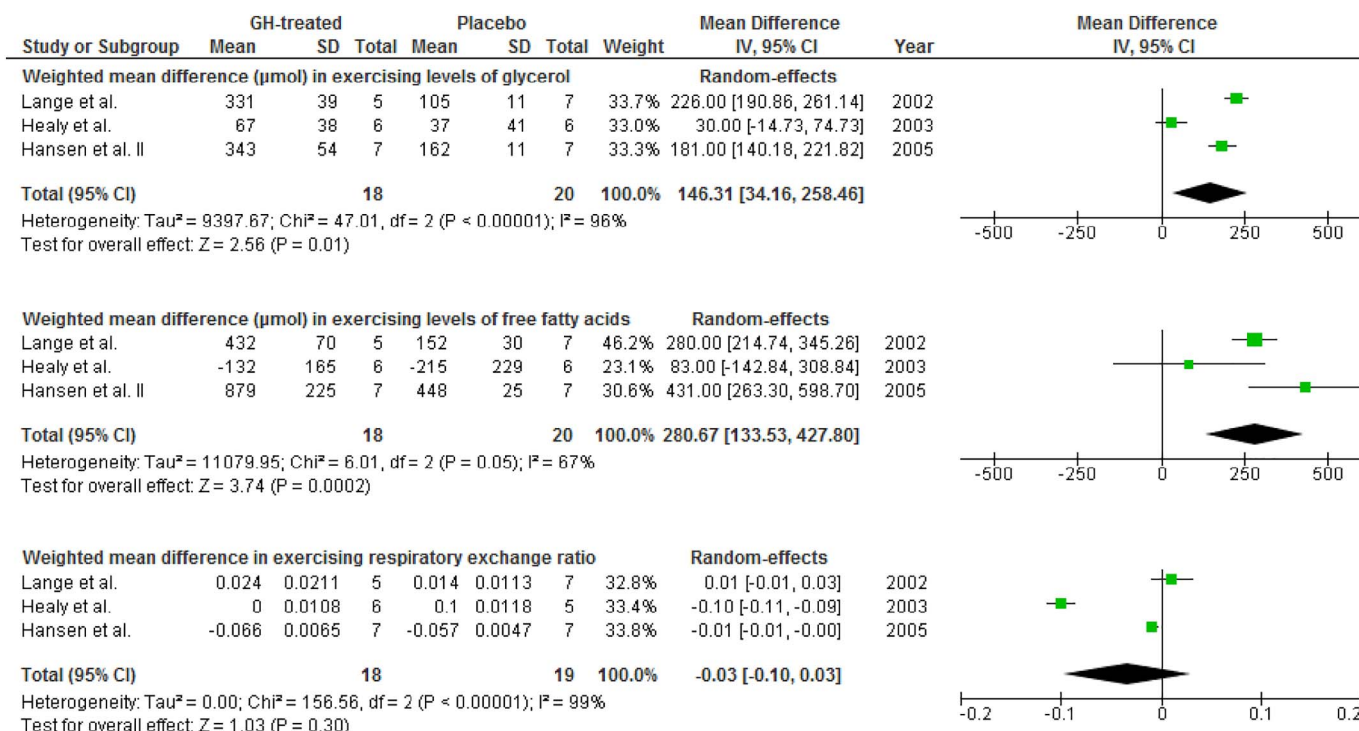 GH-treated Placebo Mean Difference Mean Difference
Study or Subgroup Mean SD Total Mean SD Total Weight IV, 95% CI Year IV, 95% CI
Weighted mean difference (µmol) in exercising levels of glycerol Random-effects
Lange et al. 331 39 5 105 11 7 33.7% 226.00 [190.86, 261.14] 2002
Healy et al. 67 38 6 37 41 6 33.0% 30.00 [-14.73, 74.73] 2003
Hansen et al. II 343 54 7 162 11 7 33.3% 181.00 [140.18, 221.82] 2005
Total (95% CI) 18 20 100.0% 146.31 [34.16, 258.46]
Heterogeneity: Tau² = 9397.67; Chi² = 47.01, df = 2 (P < 0.00001); I² = 96%
Test for overall effect: Z = 2.56 (P = 0.01)
-500 -250 0 250 500
Weighted mean difference (µmol) in exercising levels of free fatty acids Random-effects
Lange et al. 432 70 5 152 30 7 46.2% 280.00 [214.74, 345.26] 2002
Healy et al. -132 165 6 -215 229 6 23.1% 83.00 [-142.84, 308.84] 2003
Hansen et al. II 879 225 7 448 25 7 30.6% 431.00 [263.30, 598.70] 2005
Total (95% CI) 18 20 100.0% 280.67 [133.53, 427.80]
Heterogeneity: Tau² = 11079.95; Chi² = 6.01, df = 2 (P = 0.05); I² = 67%
Test for overall effect: Z = 3.74 (P = 0.0002)
-500 -250 0 250 500
Weighted mean difference in exercising respiratory exchange ratio Random-effects
Lange et al. 0.024 0.0211 5 0.014 0.0113 7 32.8% 0.01 [-0.01, 0.03] 2002
Healy et al. 0 0.0108 6 0.1 0.0118 5 33.4% -0.10 [-0.11, -0.09] 2003
Hansen et al. -0.066 0.0065 7 -0.057 0.0047 7 33.8% -0.01 [-0.01, -0.00] 2005
Total (95% CI) 18 19 100.0% -0.03 [-0.10, 0.03]
Heterogeneity: Tau² = 0.00; Chi² = 156.56, df = 2 (P < 0.00001); I² = 99%
Test for overall effect: Z = 1.03 (P = 0.30)
-0.2 -0.1 0 0.1 0.2